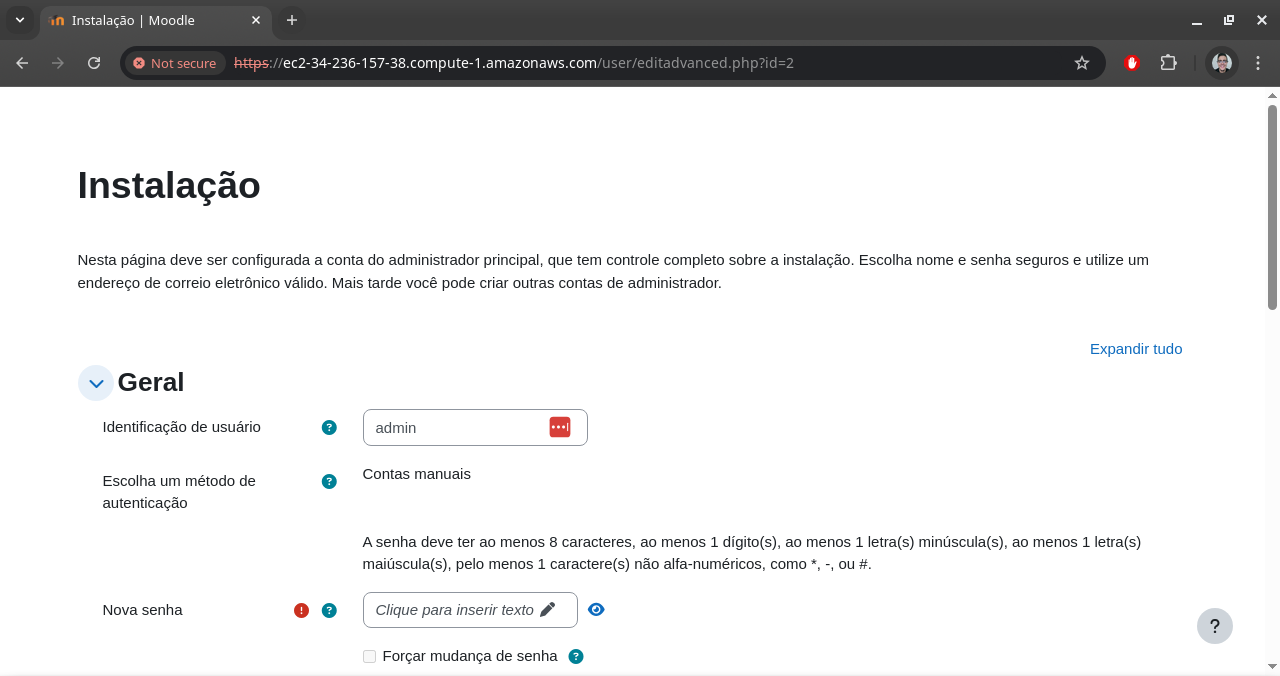 Instalação | Moodle
Not secure https://ec2-34-236-157-38.compute-1.amazonaws.com/user/editadvanced.php?id=2
Instalação
Nesta página deve ser configurada a conta do administrador principal, que tem controle completo sobre a instalação. Escolha nome e senha seguros e utilize um
endereço de correio eletrônico válido. Mais tarde você pode criar outras contas de administrador.
Expandir tudo
Geral
Identificação de usuário ? admin
Escolha um método de ? Contas manuais
autenticação
A senha deve ter ao menos 8 caracteres, ao menos 1 dígito(s), ao menos 1 letra(s) minúscula(s), ao menos 1 letra(s)
maiúscula(s), pelo menos 1 caractere(s) não alfa-numéricos, como *, -, ou #.
Nova senha ! ? Clique para inserir texto
?
Forçar mudança de senha ?